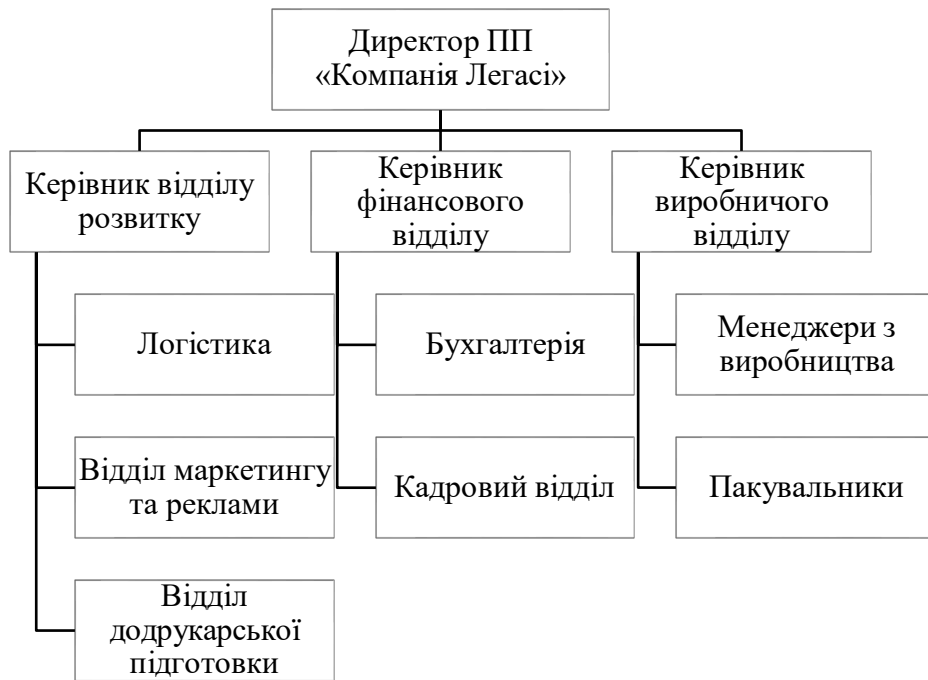 Директор ПП
«Компанія Легасі»
Керівник відділу
розвитку
Керівник
фінансового
відділу
Керівник
виробничого
відділу
Логістика
Бухгалтерія
Менеджери з
виробництва
Відділ маркетингу
та реклами
Кадровий відділ
Пакувальники
Відділ
додрукарської
підготовки